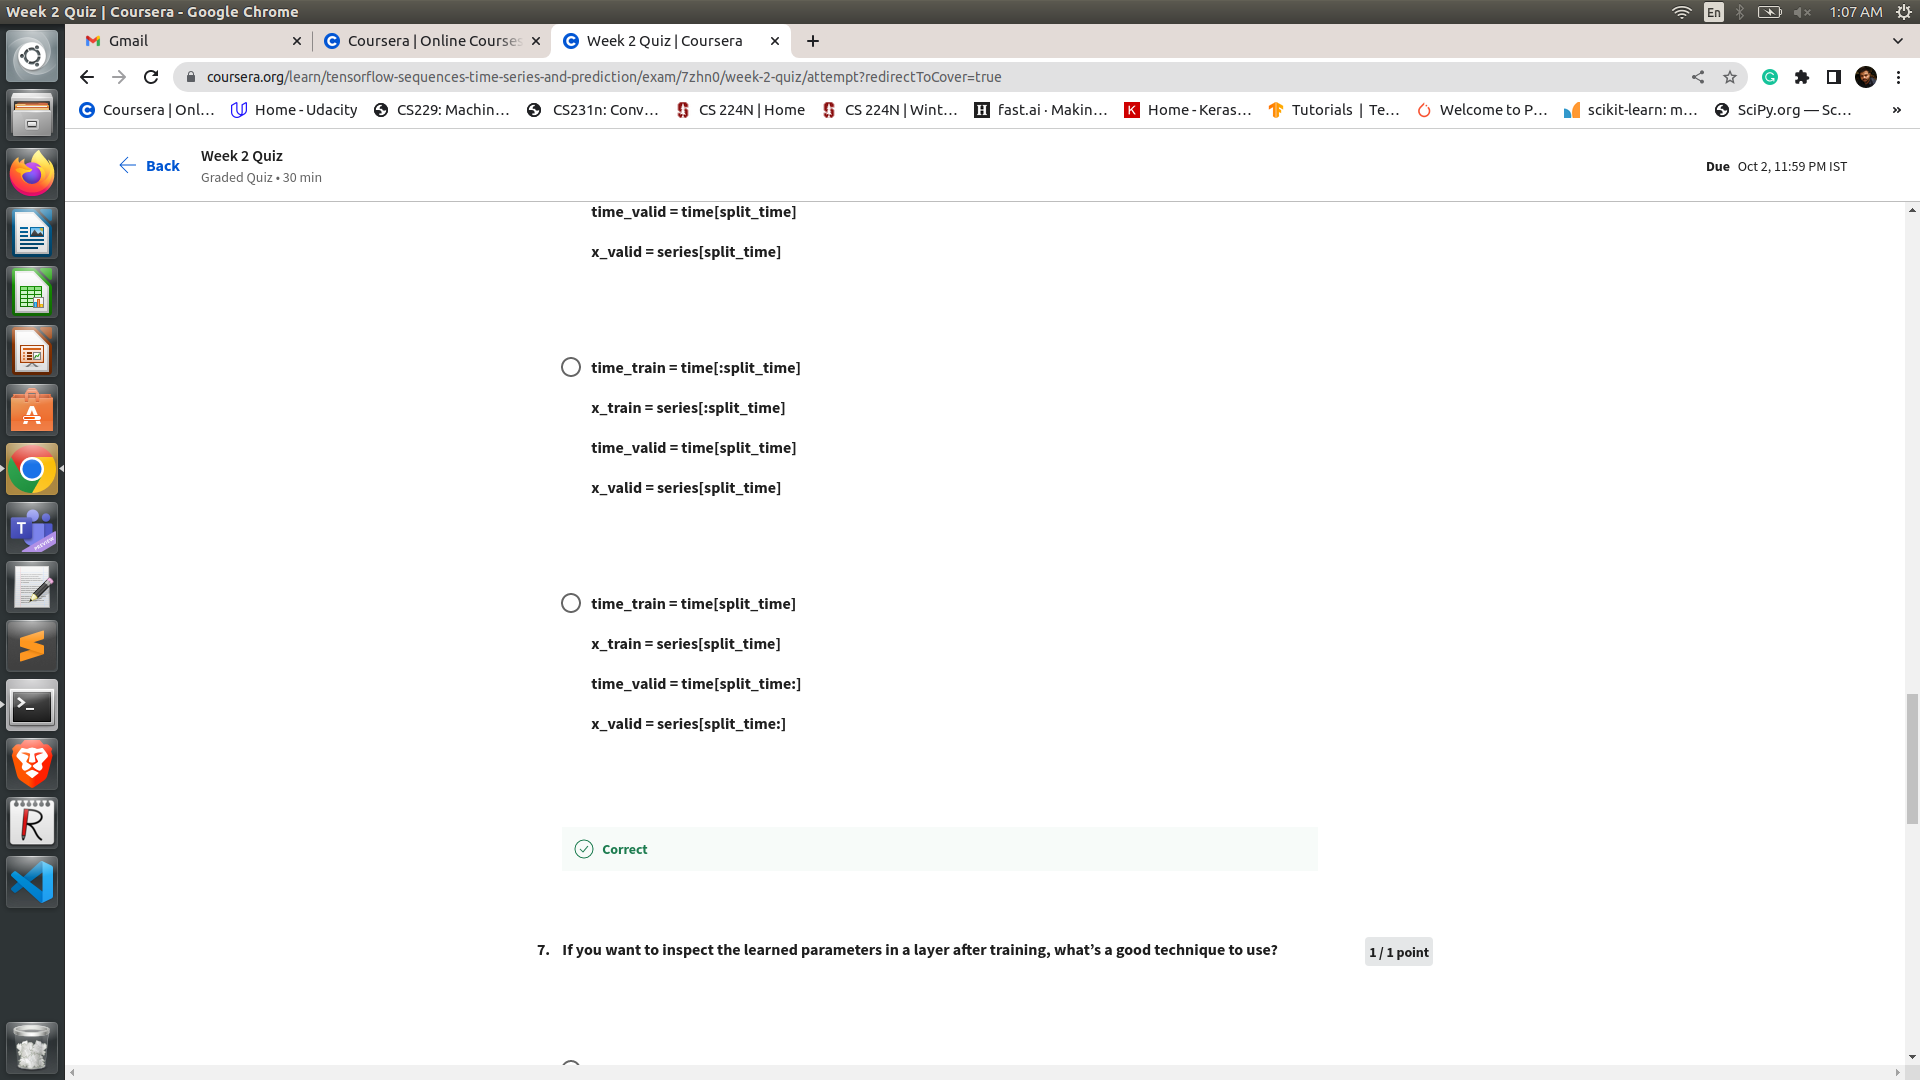 Week 2 Quiz | Coursera - Google Chrome
En
1:07 AM
Gmail
Coursera | Online Courses
Week 2 Quiz | Coursera
coursera.org/learn/tensorflow-sequences-time-series-and-prediction/exam/7zhn0/week-2-quiz/attempt?redirectToCover=true
Coursera | Onl...
Home - Udacity
CS229: Machin...
CS231n: Conv...
CS 224N | Home
CS 224N | Wint...
fast.ai · Makin...
Home - Keras...
Tutorials | Te...
Welcome to P...
scikit-learn: m...
SciPy.org — Sc...
»
Back
Week 2 Quiz
Graded Quiz • 30 min
Due Oct 2, 11:59 PM IST
time_valid = time[split_time]
x_valid = series[split_time]
time_train = time[:split_time]
x_train = series[:split_time]
time_valid = time[split_time]
x_valid = series[split_time]
time_train = time[split_time]
x_train = series[split_time]
time_valid = time[split_time:]
x_valid = series[split_time:]
Correct
7. If you want to inspect the learned parameters in a layer after training, what’s a good technique to use?
1 / 1 point